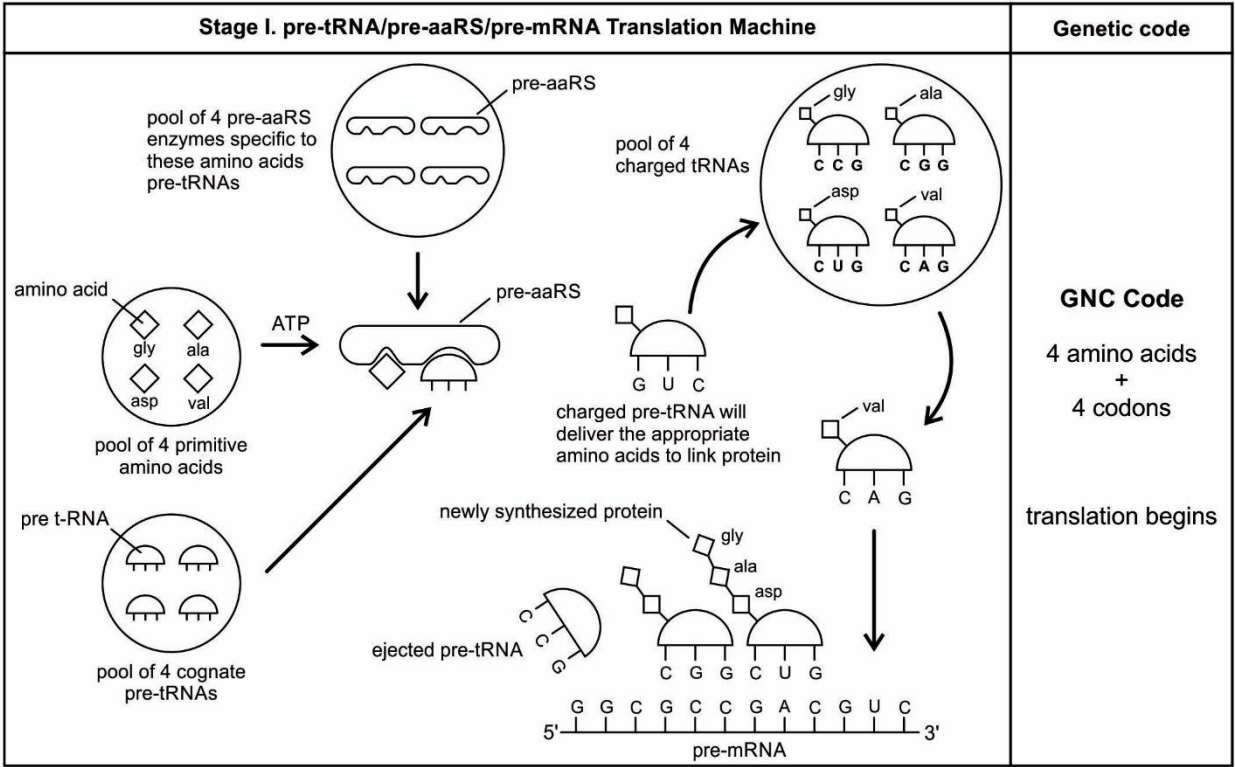 Stage I. pre-tRNA/pre-aaRS/pre-mRNA Translation Machine
Genetic code
pool of 4 pre-aaRS
enzymes specific to
these amino acids
pre-tRNAs
pre-aaRS
amino acid
gly
ala
asp
val
pool of 4 primitive
amino acids
ATP
pre-aaRS
pre t-RNA
pool of 4 cognate
pre-tRNAs
G U C
charged pre-tRNA will
deliver the appropriate
amino acids to link protein
pool of 4
charged tRNAs
gly
C C G
ala
C G G
asp
C U G
val
C A G
val
C A G
newly synthesized protein
gly
ala
asp
ejected pre-tRNA
C C G
C G G C U G
G G C G C C G A C G U C
5' 3'
pre-mRNA
GNC Code
4 amino acids
+
4 codons
translation begins